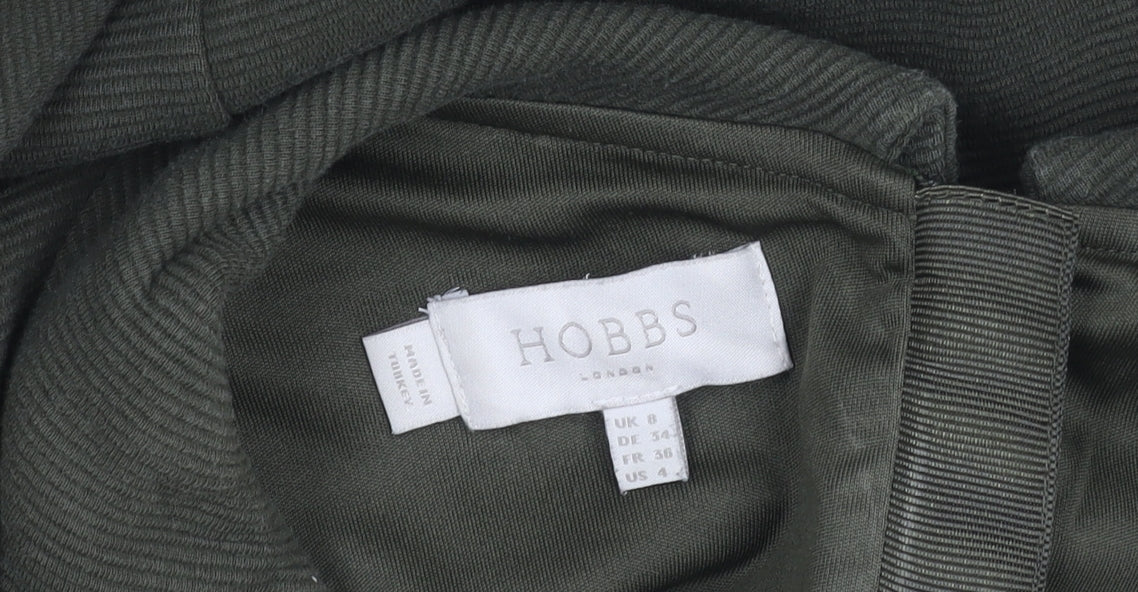 HOBBS
LONDON
MADE IN
TURKEY
UK 8
DE 34
FR 36
US 4